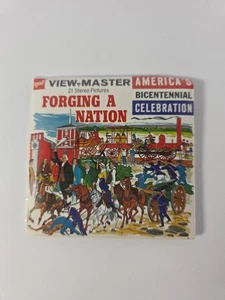 VIEW-MASTER
21 Stereo Pictures
FORGING A
NATION
AMERICA'S
BICENTENNIAL
CELEBRATION